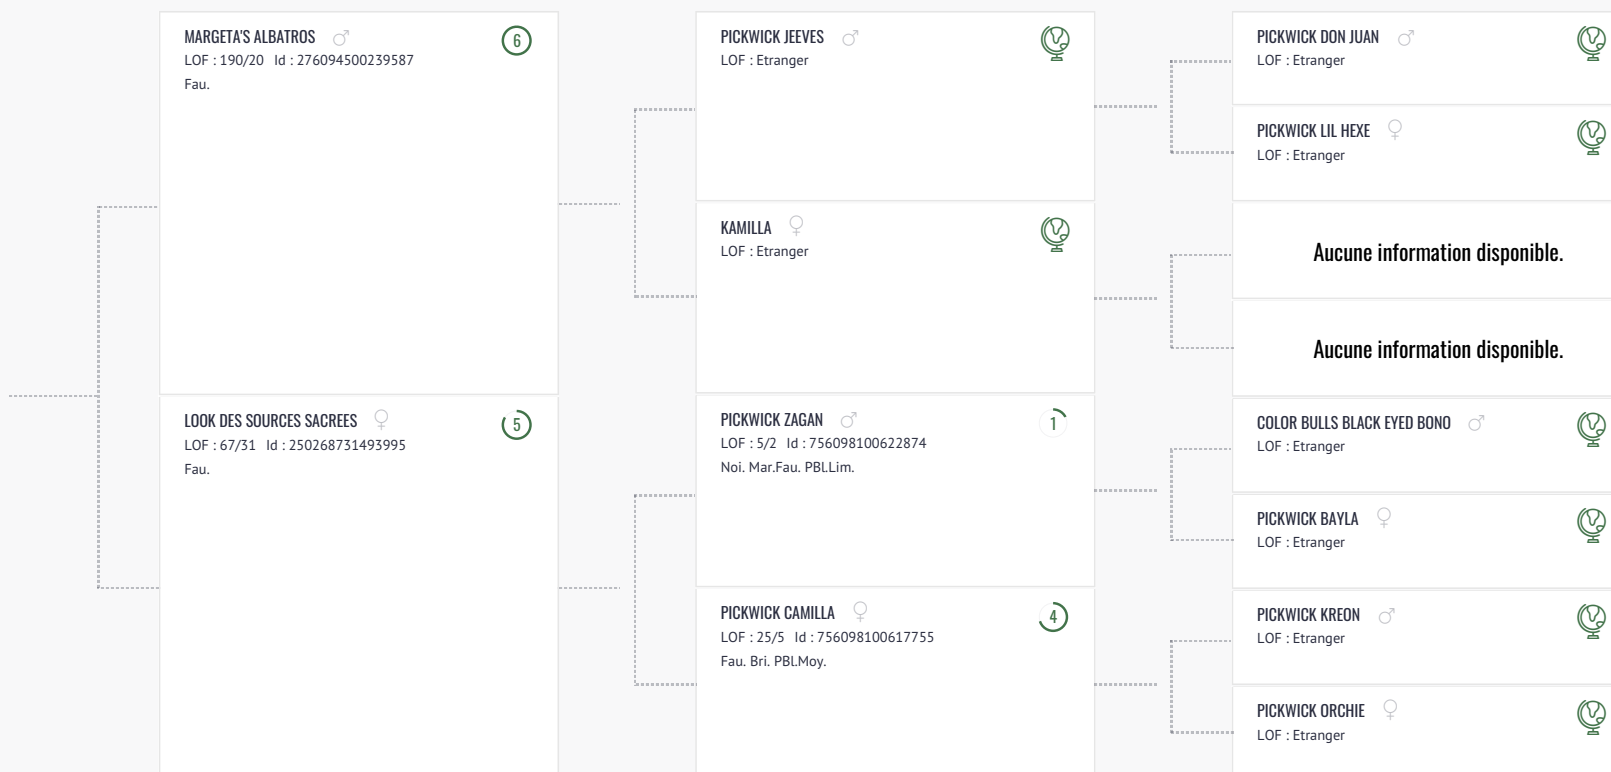 MARGETA'S ALBATROS
6
LOF : 190/20 Id : 276094500239587
Fau.
LOOK DES SOURCES SACREES
5
LOF : 67/31 Id : 250268731493995
Fau.
PICKWICK JEEVES
LOF : Etranger
KAMILLA
LOF : Etranger
PICKWICK ZAGAN
1
LOF : 5/2 Id : 756098100622874
Noi. Mar.Fau. PBl.Lim.
PICKWICK CAMILLA
4
LOF : 25/5 Id : 756098100617755
Fau. Bri. PBl.Moy.
PICKWICK DON JUAN
LOF : Etranger
PICKWICK LIL HEXE
LOF : Etranger
Aucune information disponible.
Aucune information disponible.
COLOR BULLS BLACK EYED BONO
LOF : Etranger
PICKWICK BAYLA
LOF : Etranger
PICKWICK KREON
LOF : Etranger
PICKWICK ORCHIE
LOF : Etranger